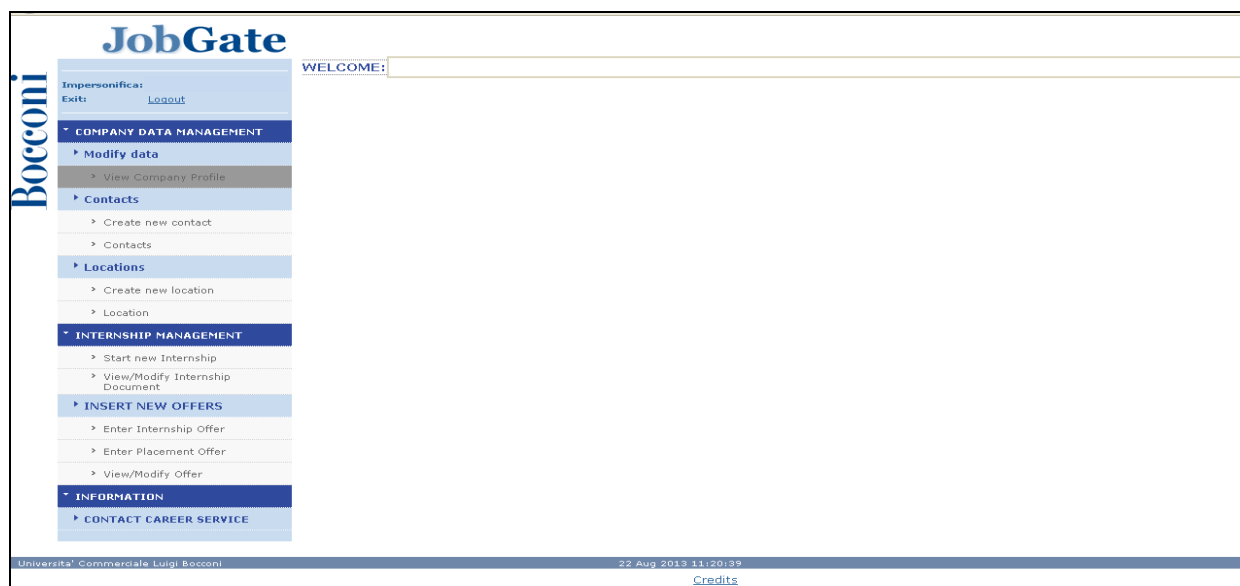 JobGate
Bocconi
Impersonifica:
Exit: Logout
WELCOME:
COMPANY DATA MANAGEMENT
Modify data
> View Company Profile
Contacts
> Create new contact
> Contacts
Locations
> Create new location
> Location
INTERNSHIP MANAGEMENT
> Start new Internship
> View/Modify Internship
Document
INSERT NEW OFFERS
> Enter Internship Offer
> Enter Placement Offer
> View/Modify Offer
INFORMATION
CONTACT CAREER SERVICE
Universita' Commerciale Luigi Bocconi 22 Aug 2013 11:20:39
Credits